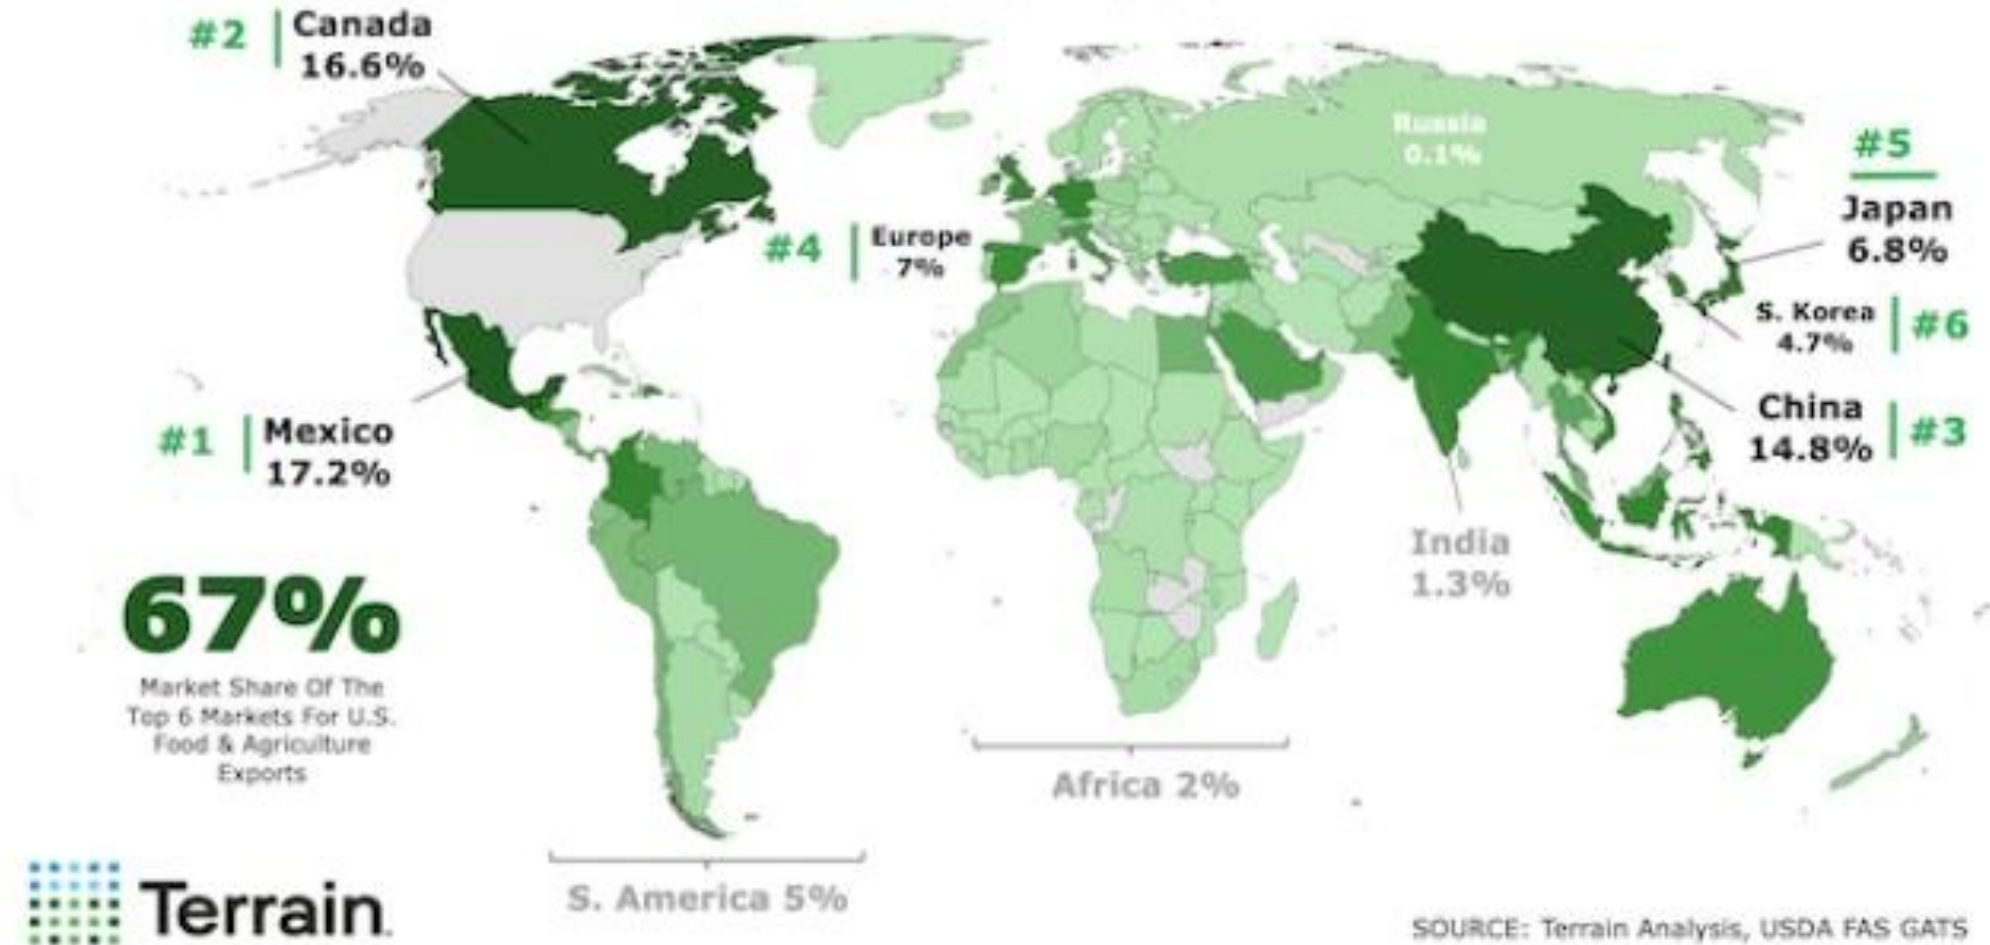 #2
Canada
16.6%
Russia
0.1%
#5
Japan
6.8%
#4
Europe
7%
S. Korea
4.7%
#6
#1
Mexico
17.2%
China
14.8%
#3
India
1.3%
67%
Market Share Of The
Top 6 Markets For U.S.
Food & Agriculture
Exports
Africa 2%
S. America 5%
Terrain.
SOURCE: Terrain Analysis, USDA FAS GATS